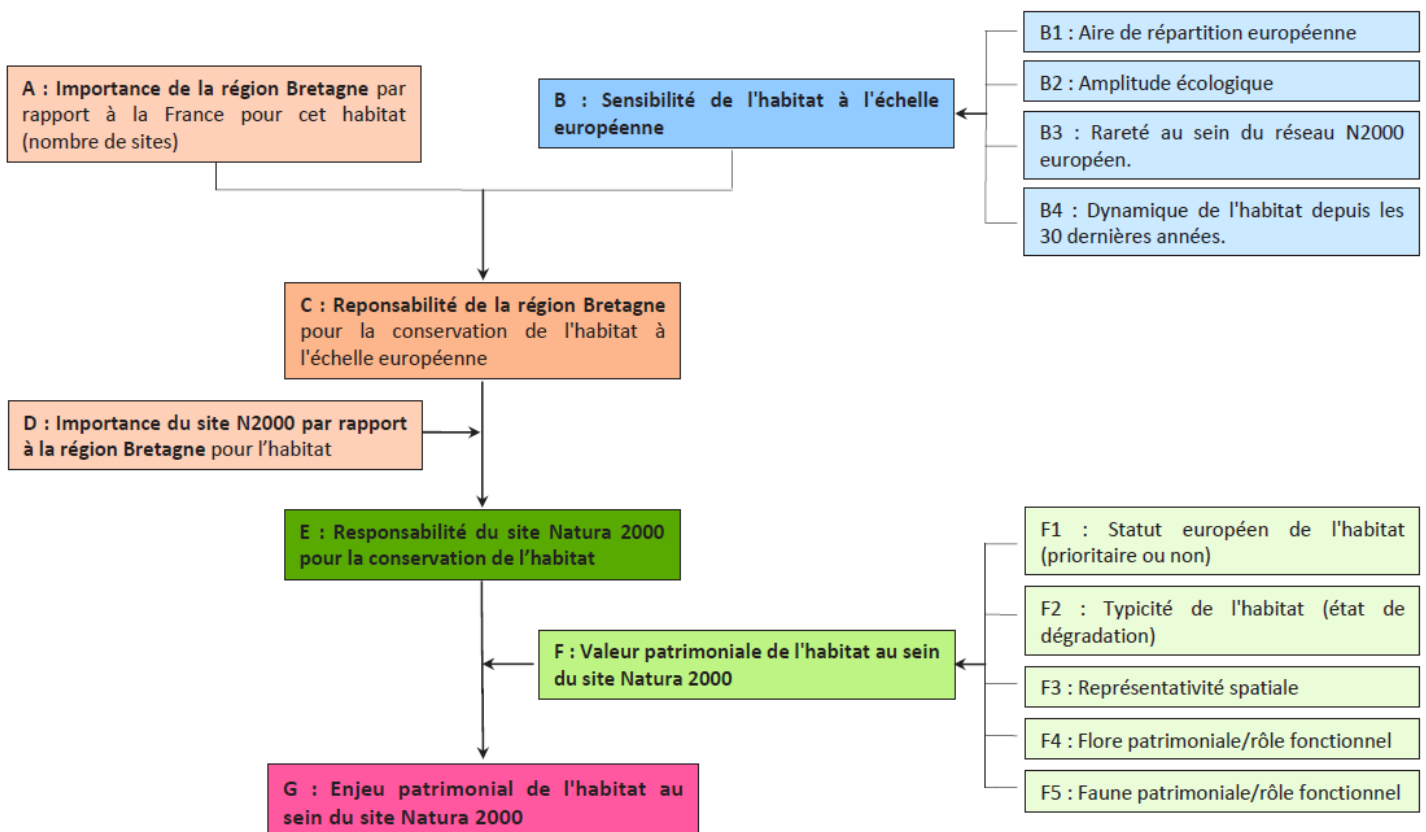 A : Importance de la région Bretagne par
rapport à la France pour cet habitat
(nombre de sites)
B : Sensibilité de l'habitat à l'échelle
européenne
B1 : Aire de répartition européenne
B2 : Amplitude écologique
B3 : Rareté au sein du réseau N2000
européen.
B4 : Dynamique de l'habitat depuis les
30 dernières années.
C : Reponsabilité de la région Bretagne
pour la conservation de l'habitat à
l'échelle européenne
D : Importance du site N2000 par rapport
à la région Bretagne pour l’habitat
E : Responsabilité du site Natura 2000
pour la conservation de l’habitat
F : Valeur patrimoniale de l'habitat au sein
du site Natura 2000
F1 : Statut européen de l'habitat
(prioritaire ou non)
F2 : Typicité de l'habitat (état de
dégradation)
F3 : Représentativité spatiale
F4 : Flore patrimoniale/rôle fonctionnel
F5 : Faune patrimoniale/rôle fonctionnel
G : Enjeu patrimonial de l'habitat au
sein du site Natura 2000